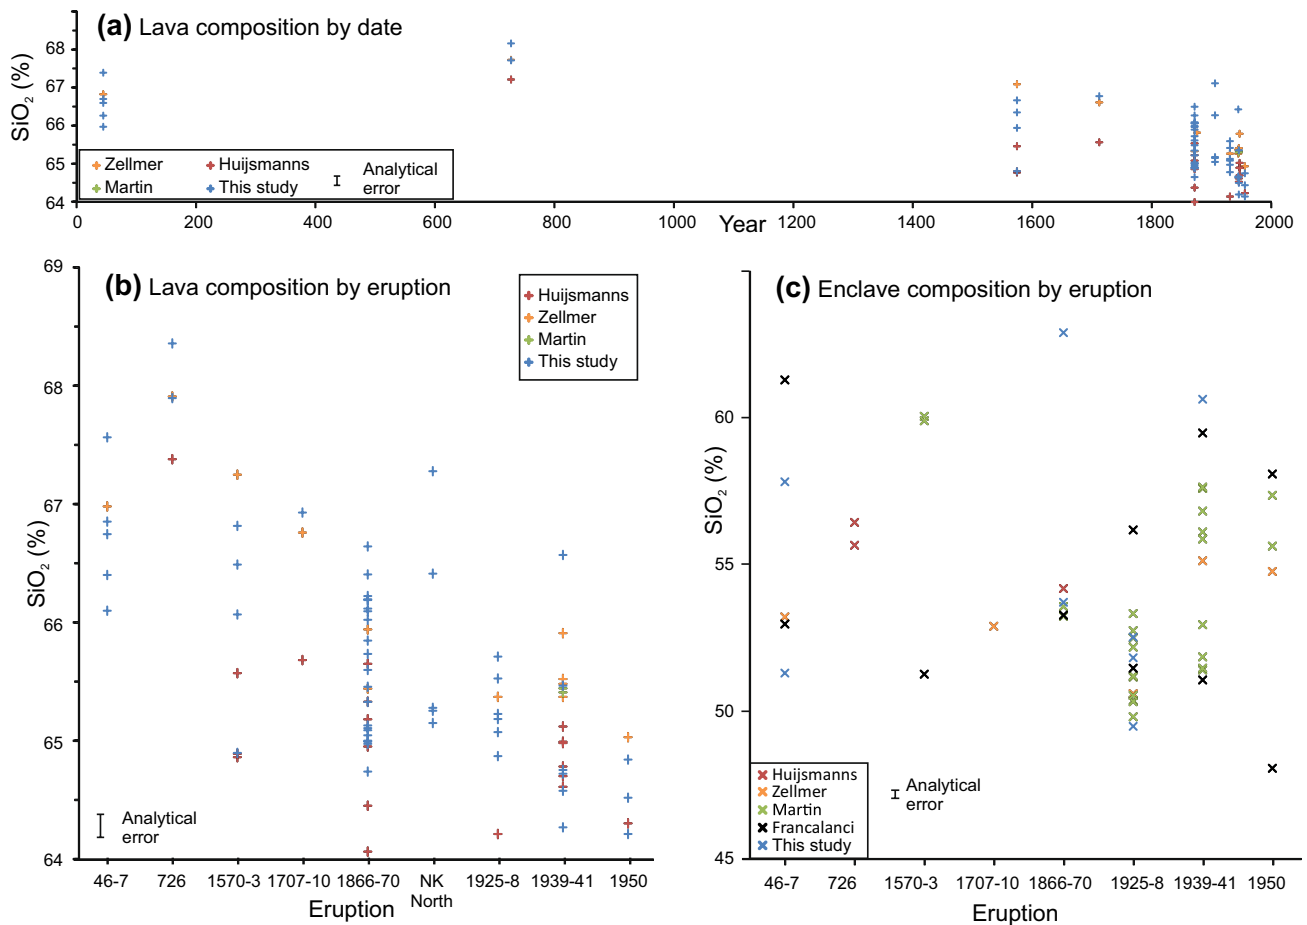 (a) Lava composition by date
SiO₂ (%)
68
67
66
65
64
Zellmer
Huijsmanns
Martin
This study
Analytical
error
0 200 400 600 800 1000 1200 1400 1600 1800 2000
Year
(b) Lava composition by eruption
SiO₂ (%)
69
68
67
66
65
64
Huijsmanns
Zellmer
Martin
This study
Analytical
error
46-7 726 1570-3 1707-10 1866-70 NK North 1925-8 1939-41 1950
Eruption
(c) Enclave composition by eruption
SiO₂ (%)
60
55
50
45
Huijsmanns
Zellmer
Martin
Francalanci
This study
Analytical
error
46-7 726 1570-3 1707-10 1866-70 1925-8 1939-41 1950
Eruption